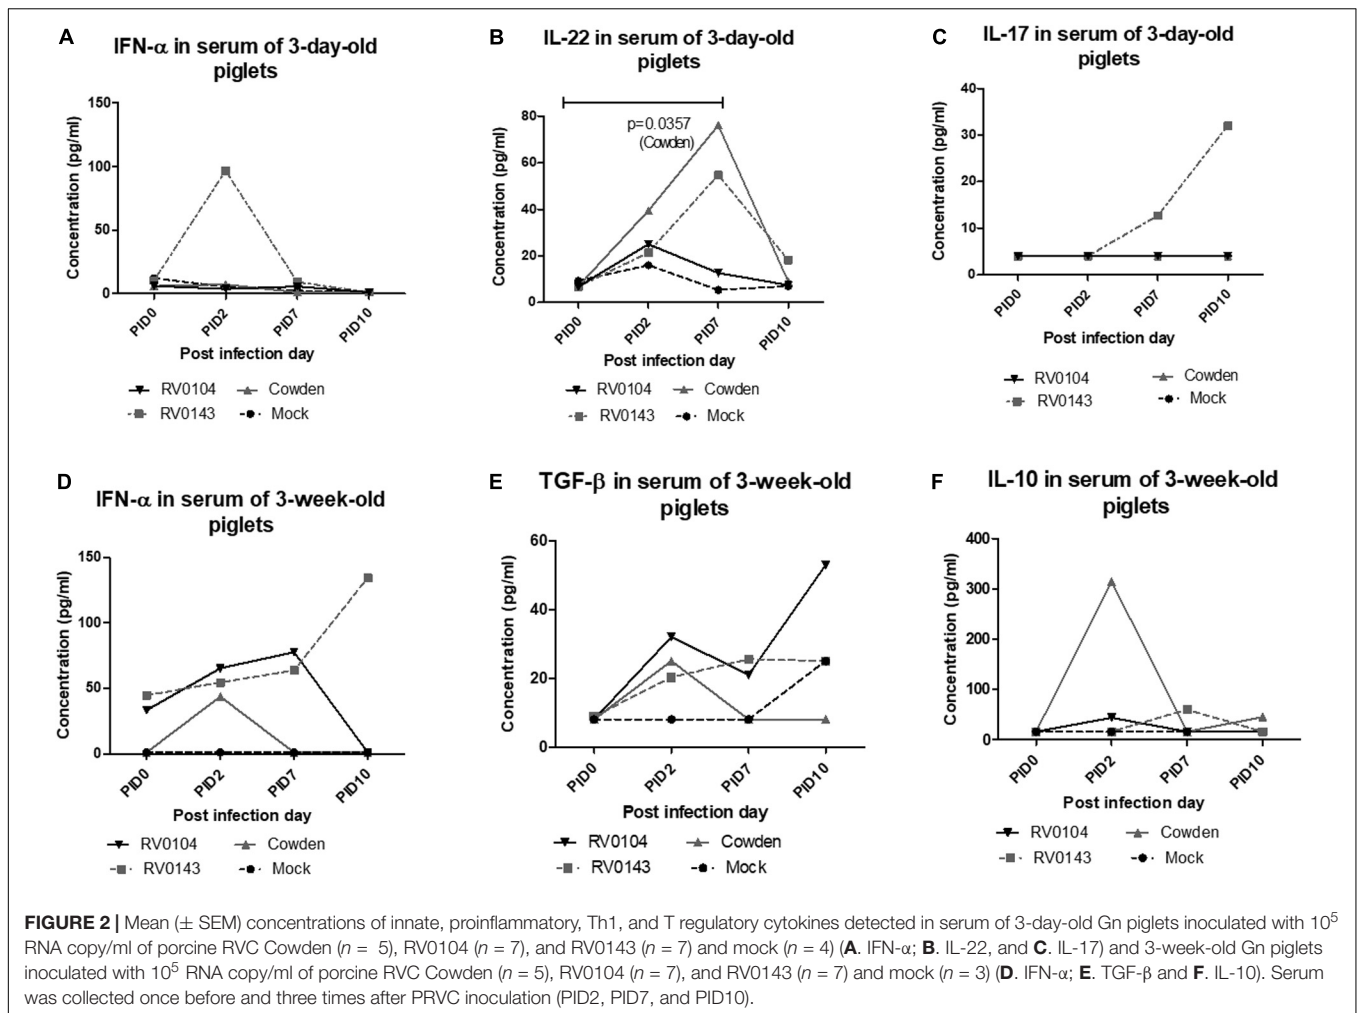 A
IFN-α in serum of 3-day-old
piglets
Concentration (pg/ml)
150
100
50
0
PID0
PID2
PID7
PID10
Post infection day
RV0104
Cowden
RV0143
Mock
B
IL-22 in serum of 3-day-old
piglets
p=0.0357
(Cowden)
Concentration (pg/ml)
80
60
40
20
0
PID0
PID2
PID7
PID10
Post infection day
RV0104
Cowden
RV0143
Mock
C
IL-17 in serum of 3-day-old
piglets
Concentration (pg/ml)
40
30
20
10
0
PID0
PID2
PID7
PID10
Post infection day
RV0104
Cowden
RV0143
Mock
D
IFN-α in serum of 3-week-old
piglets
Concentration (pg/ml)
150
100
50
0
PID0
PID2
PID7
PID10
Post infection day
RV0104
Cowden
RV0143
Mock
E
TGF-β in serum of 3-week-old
piglets
Concentration (pg/ml)
60
40
20
0
PID0
PID2
PID7
PID10
Post infection day
RV0104
Cowden
RV0143
Mock
F
IL-10 in serum of 3-week-old
piglets
Concentration (pg/ml)
400
300
200
100
0
PID0
PID2
PID7
PID10
Post infection day
RV0104
Cowden
RV0143
Mock
FIGURE 2 | Mean (± SEM) concentrations of innate, proinflammatory, Th1, and T regulatory cytokines detected in serum of 3-day-old Gn piglets inoculated with 10⁵
RNA copy/ml of porcine RVC Cowden (n = 5), RV0104 (n = 7), and RV0143 (n = 7) and mock (n = 4) (A. IFN-α; B. IL-22, and C. IL-17) and 3-week-old Gn piglets
inoculated with 10⁵ RNA copy/ml of porcine RVC Cowden (n = 5), RV0104 (n = 7), and RV0143 (n = 7) and mock (n = 3) (D. IFN-α; E. TGF-β and F. IL-10). Serum
was collected once before and three times after PRVC inoculation (PID2, PID7, and PID10).